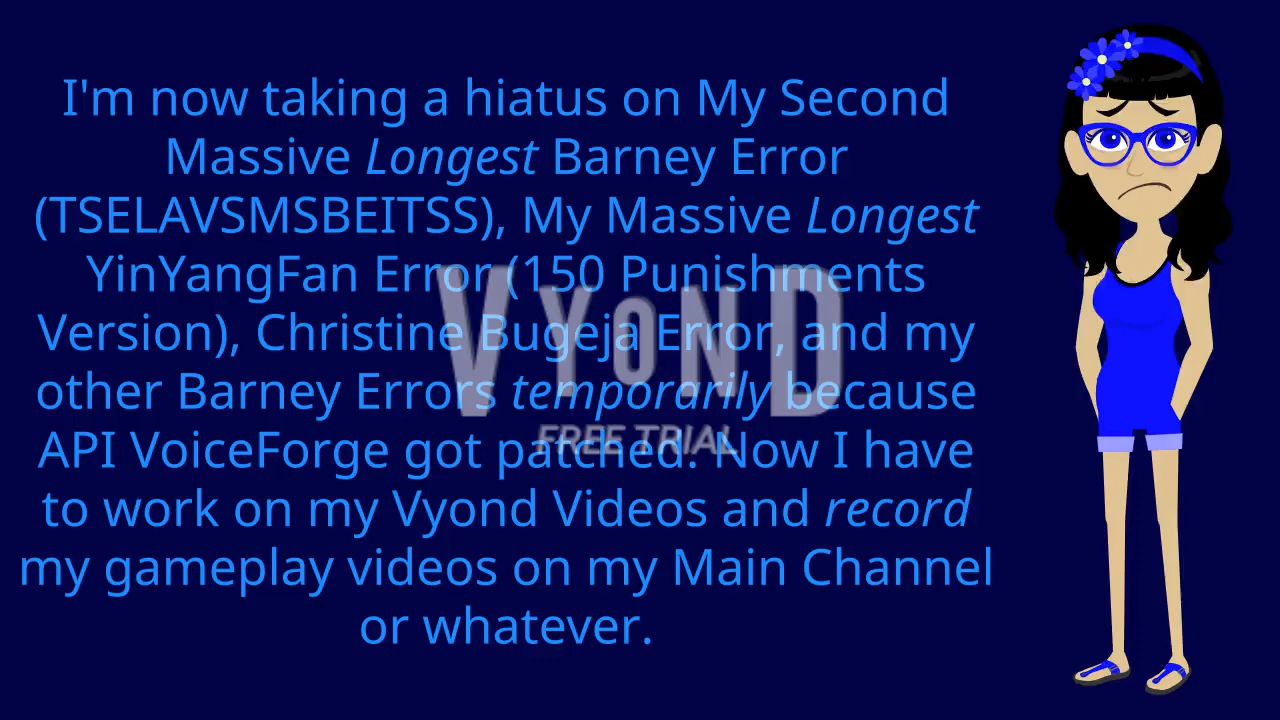 I'm now taking a hiatus on My Second
Massive Longest Barney Error
(TSELAVSMSBEITSS), My Massive Longest
YinYangFan Error (150 Punishments
Version), Christine Bugeja Error, and my
other Barney Errors temporarily because
API VoiceForge got patched. Now I have
to work on my Vyond Videos and record
my gameplay videos on my Main Channel
or whatever.
VYOND
FREE TRIAL